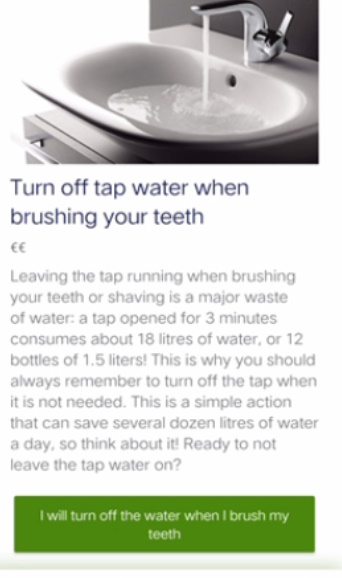 Turn off tap water when
brushing your teeth
€€
Leaving the tap running when brushing
your teeth or shaving is a major waste
of water: a tap opened for 3 minutes
consumes about 18 litres of water, or 12
bottles of 1.5 liters! This is why you should
always remember to turn off the tap when
it is not needed. This is a simple action
that can save several dozen litres of water
a day, so think about it! Ready to not
leave the tap water on?
I will turn off the water when I brush my
teeth